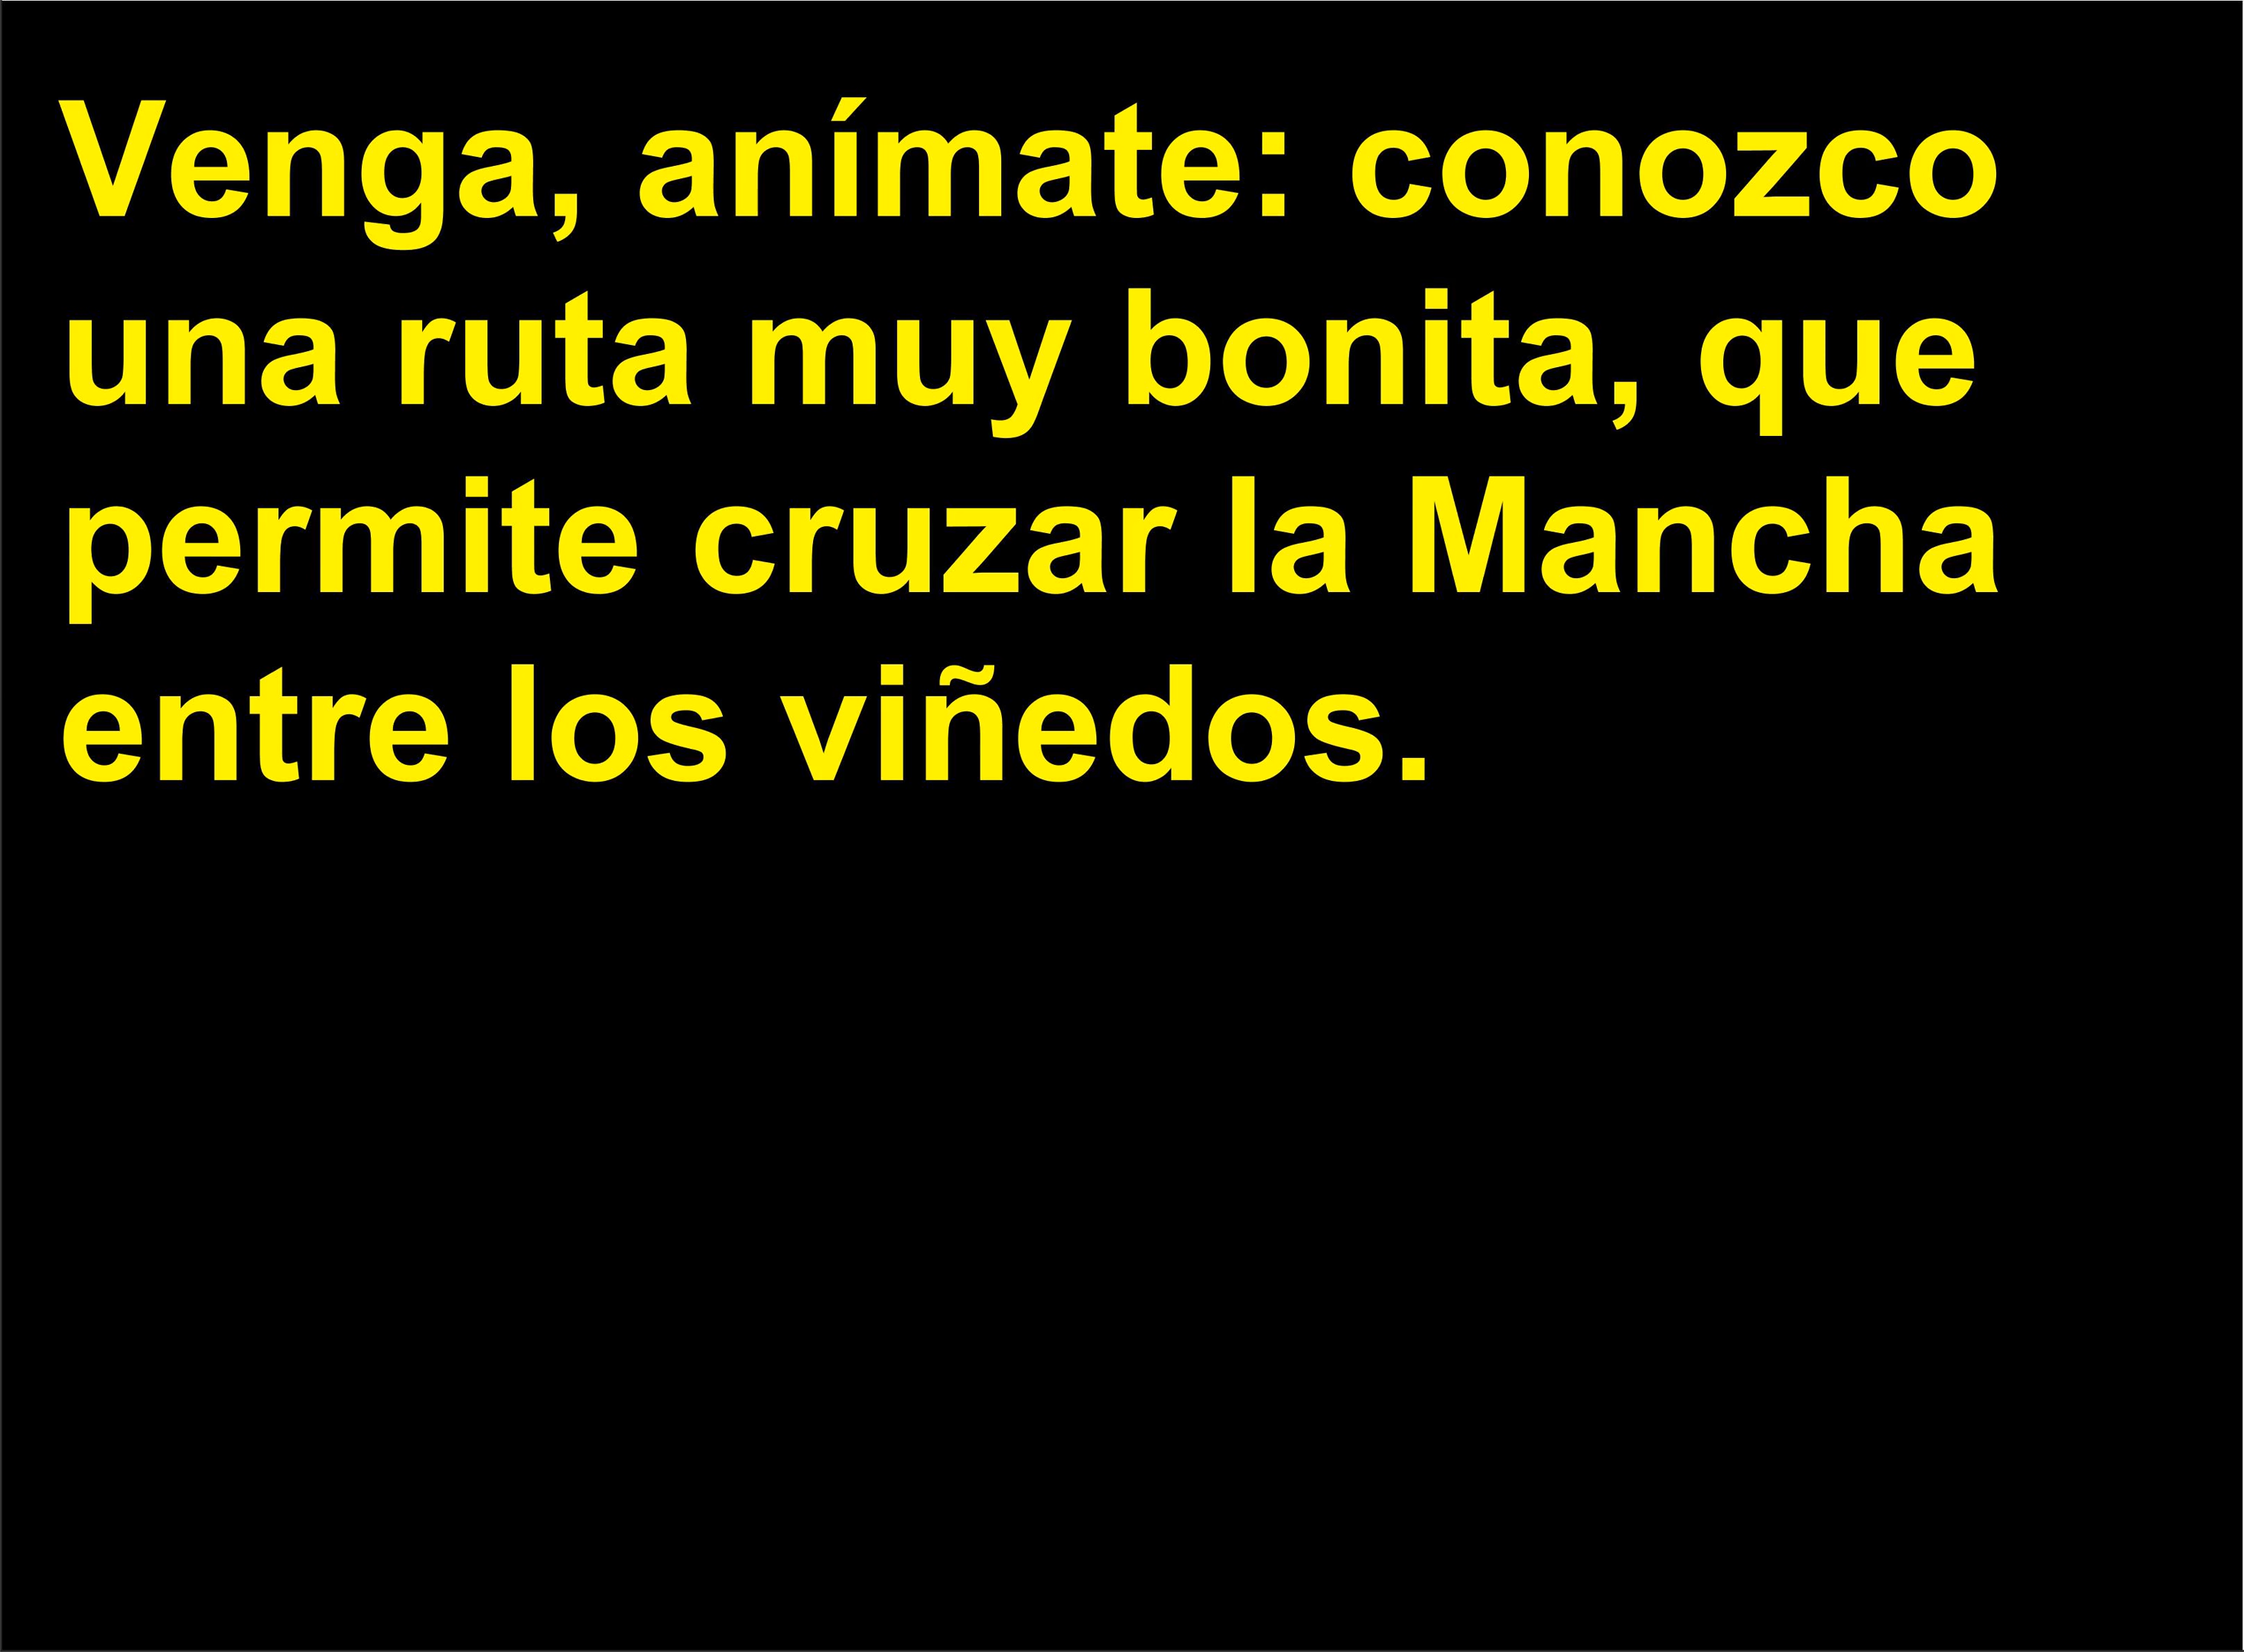 Venga, anímate: conozco
una ruta muy bonita, que
permite cruzar la Mancha
entre los viñedos.